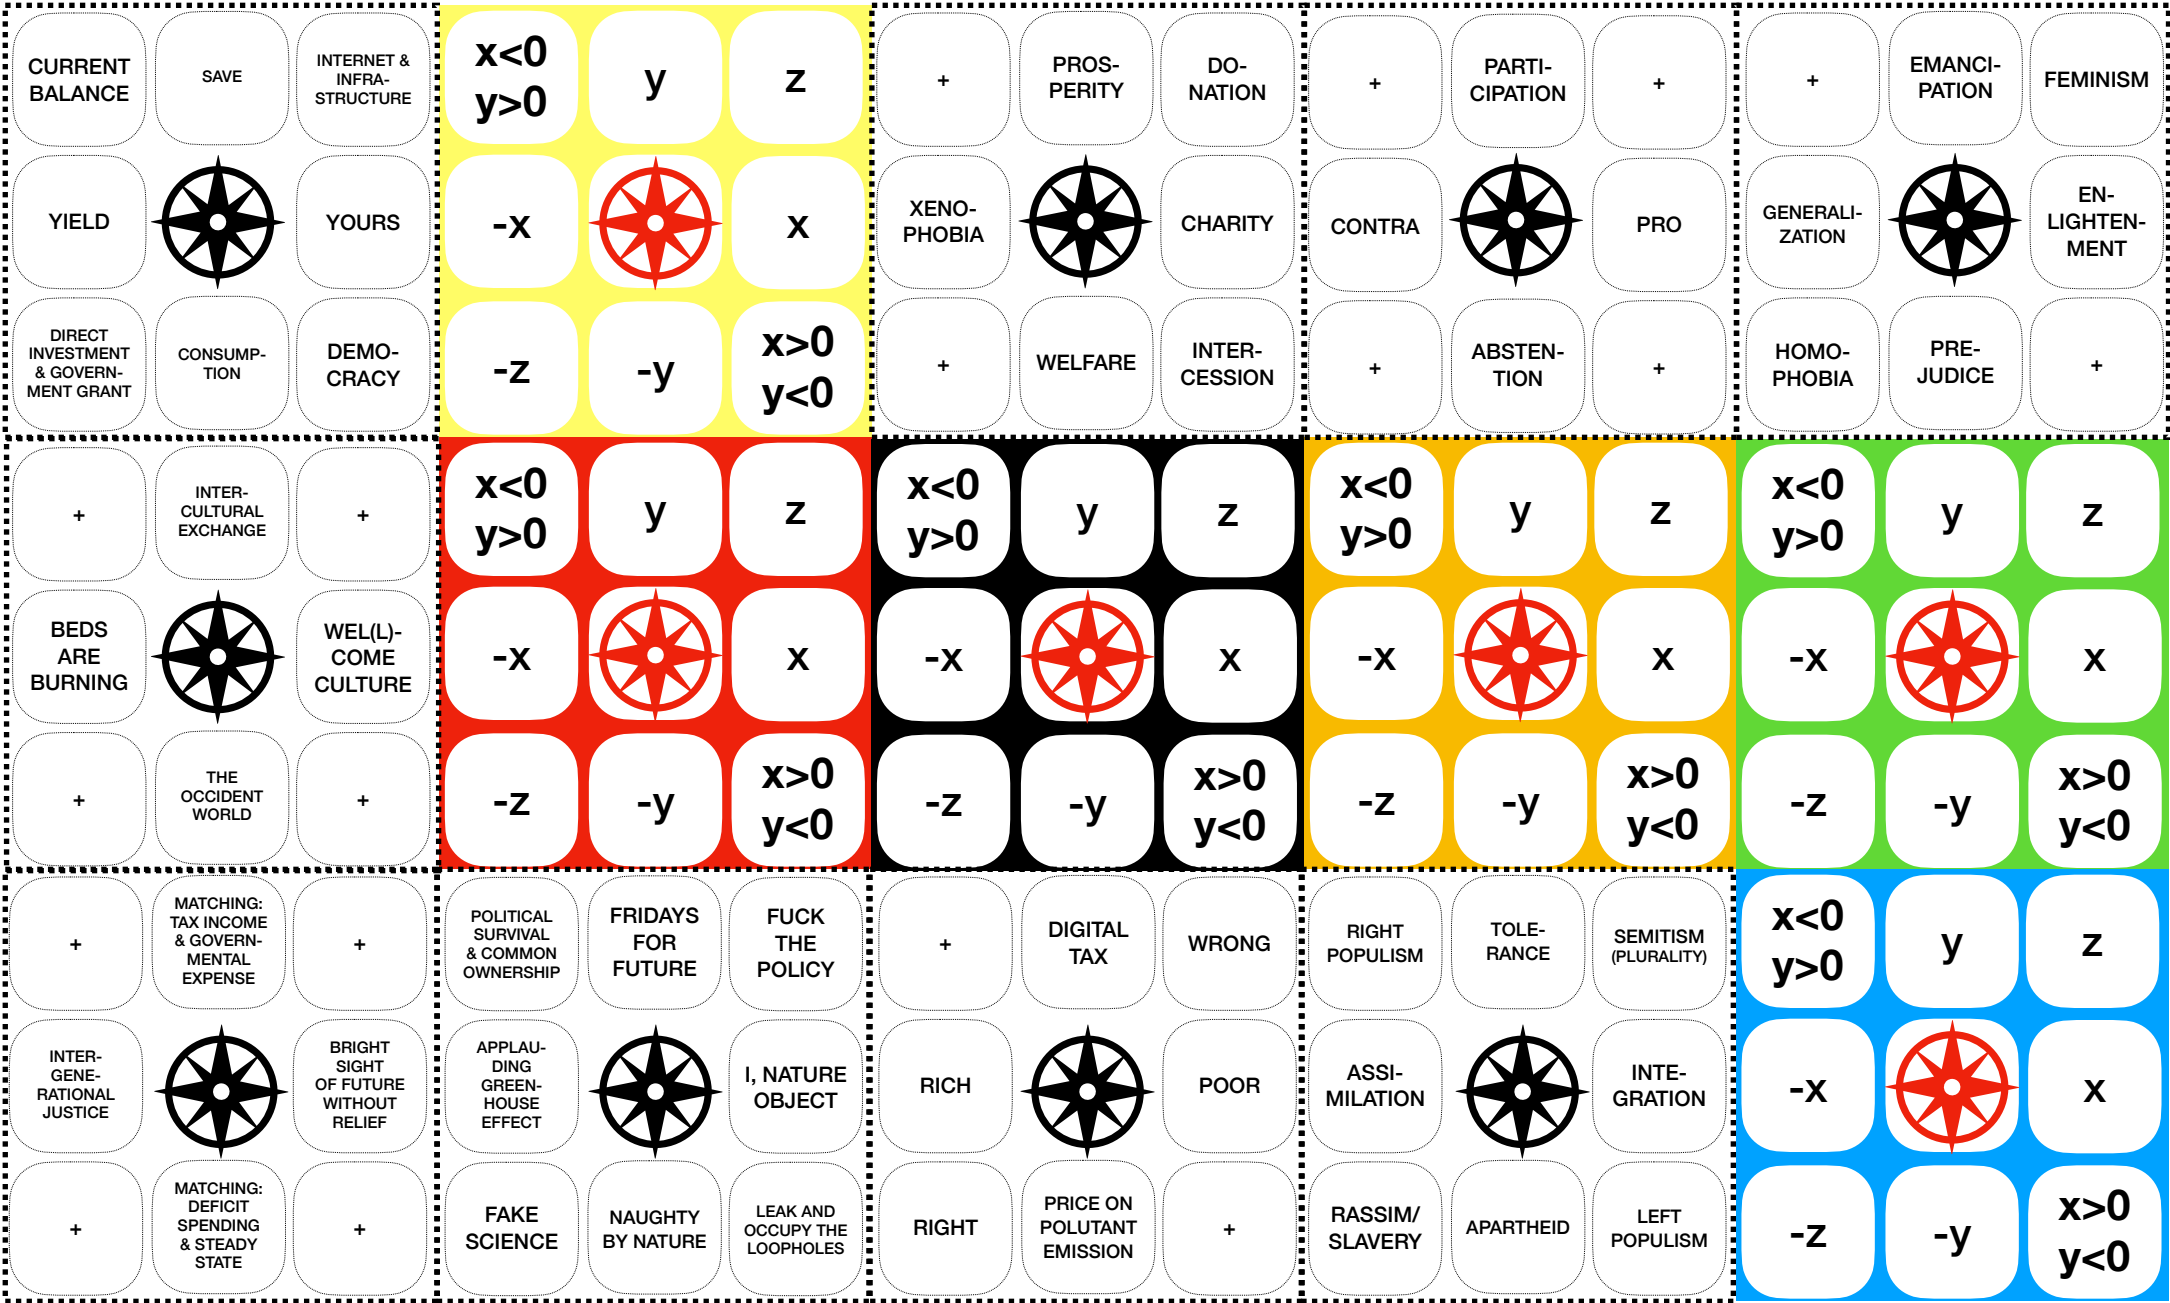 CURRENT
BALANCE
SAVE
INTERNET &
INFRA-
STRUCTURE
YIELD
YOURS
DIRECT
INVESTMENT
& GOVERN-
MENT GRANT
CONSUMP-
TION
DEMO-
CRACY
x<0
y>0
y
z
-x
x
-z
-y
x>0
y<0
+
PROS-
PERITY
DO-
NATION
XENO-
PHOBIA
CHARITY
+
WELFARE
INTER-
CESSION
+
PARTI-
CIPATION
+
CONTRA
PRO
+
ABSTEN-
TION
+
+
EMANCI-
PATION
FEMINISM
GENERALI-
ZATION
EN-
LIGHTEN-
MENT
HOMO-
PHOBIA
PRE-
JUDICE
+
+
INTER-
CULTURAL
EXCHANGE
+
BEDS
ARE
BURNING
WEL(L)-
COME
CULTURE
+
THE
OCCIDENT
WORLD
+
x<0
y>0
y
z
-x
x
-z
-y
x>0
y<0
x<0
y>0
y
z
-x
x
-z
-y
x>0
y<0
x<0
y>0
y
z
-x
x
-z
-y
x>0
y<0
x<0
y>0
y
z
-x
x
-z
-y
x>0
y<0
+
MATCHING:
TAX INCOME
& GOVERN-
MENTAL
EXPENSE
+
INTER-
GENE-
RATIONAL
JUSTICE
BRIGHT
SIGHT
OF FUTURE
WITHOUT
RELIEF
+
MATCHING:
DEFICIT
SPENDING
& STEADY
STATE
+
POLITICAL
SURVIVAL
& COMMON
OWNERSHIP
FRIDAYS
FOR
FUTURE
FUCK
THE
POLICY
APPLAU-
DING
GREEN-
HOUSE
EFFECT
I, NATURE
OBJECT
FAKE
SCIENCE
NAUGHTY
BY NATURE
LEAK AND
OCCUPY THE
LOOPHOLES
+
DIGITAL
TAX
WRONG
RICH
POOR
RIGHT
PRICE ON
POLUTANT
EMISSION
+
RIGHT
POPULISM
TOLE-
RANCE
SEMITISM
(PLURALITY)
ASSI-
MILATION
INTE-
GRATION
RASSIM/
SLAVERY
APARTHEID
LEFT
POPULISM
x<0
y>0
y
z
-x
x
-z
-y
x>0
y<0